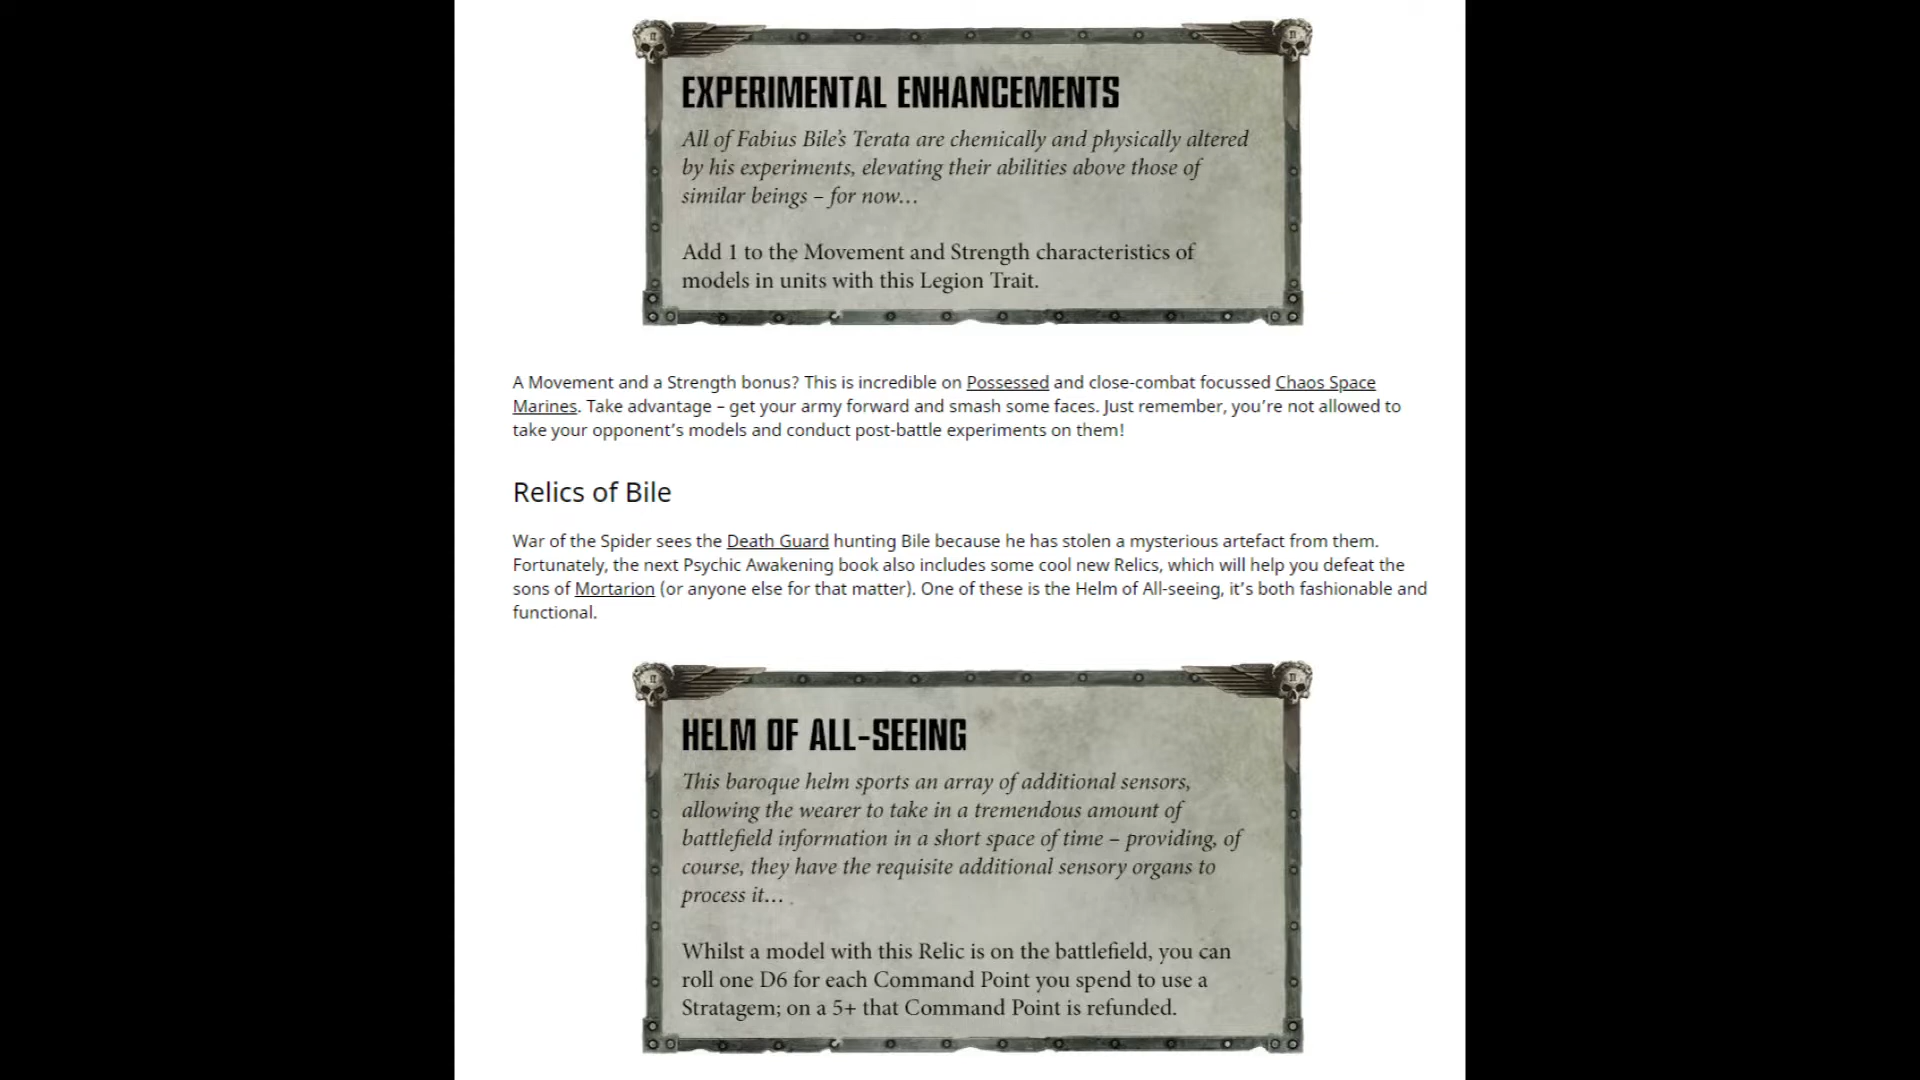 EXPERIMENTAL ENHANCEMENTS
All of Fabius Bile's Terata are chemically and physically altered
by his experiments, elevating their abilities above those of
similar beings – for now…
Add 1 to the Movement and Strength characteristics of
models in units with this Legion Trait.
A Movement and a Strength bonus? This is incredible on Possessed and close-combat focussed Chaos Space
Marines. Take advantage – get your army forward and smash some faces. Just remember, you're not allowed to
take your opponent's models and conduct post-battle experiments on them!
Relics of Bile
War of the Spider sees the Death Guard hunting Bile because he has stolen a mysterious artefact from them.
Fortunately, the next Psychic Awakening book also includes some cool new Relics, which will help you defeat the
sons of Mortarion (or anyone else for that matter). One of these is the Helm of All-seeing, it's both fashionable and
functional.
HELM OF ALL-SEEING
This baroque helm sports an array of additional sensors,
allowing the wearer to take in a tremendous amount of
battlefield information in a short space of time – providing, of
course, they have the requisite additional sensory organs to
process it…
Whilst a model with this Relic is on the battlefield, you can
roll one D6 for each Command Point you spend to use a
Stratagem; on a 5+ that Command Point is refunded.